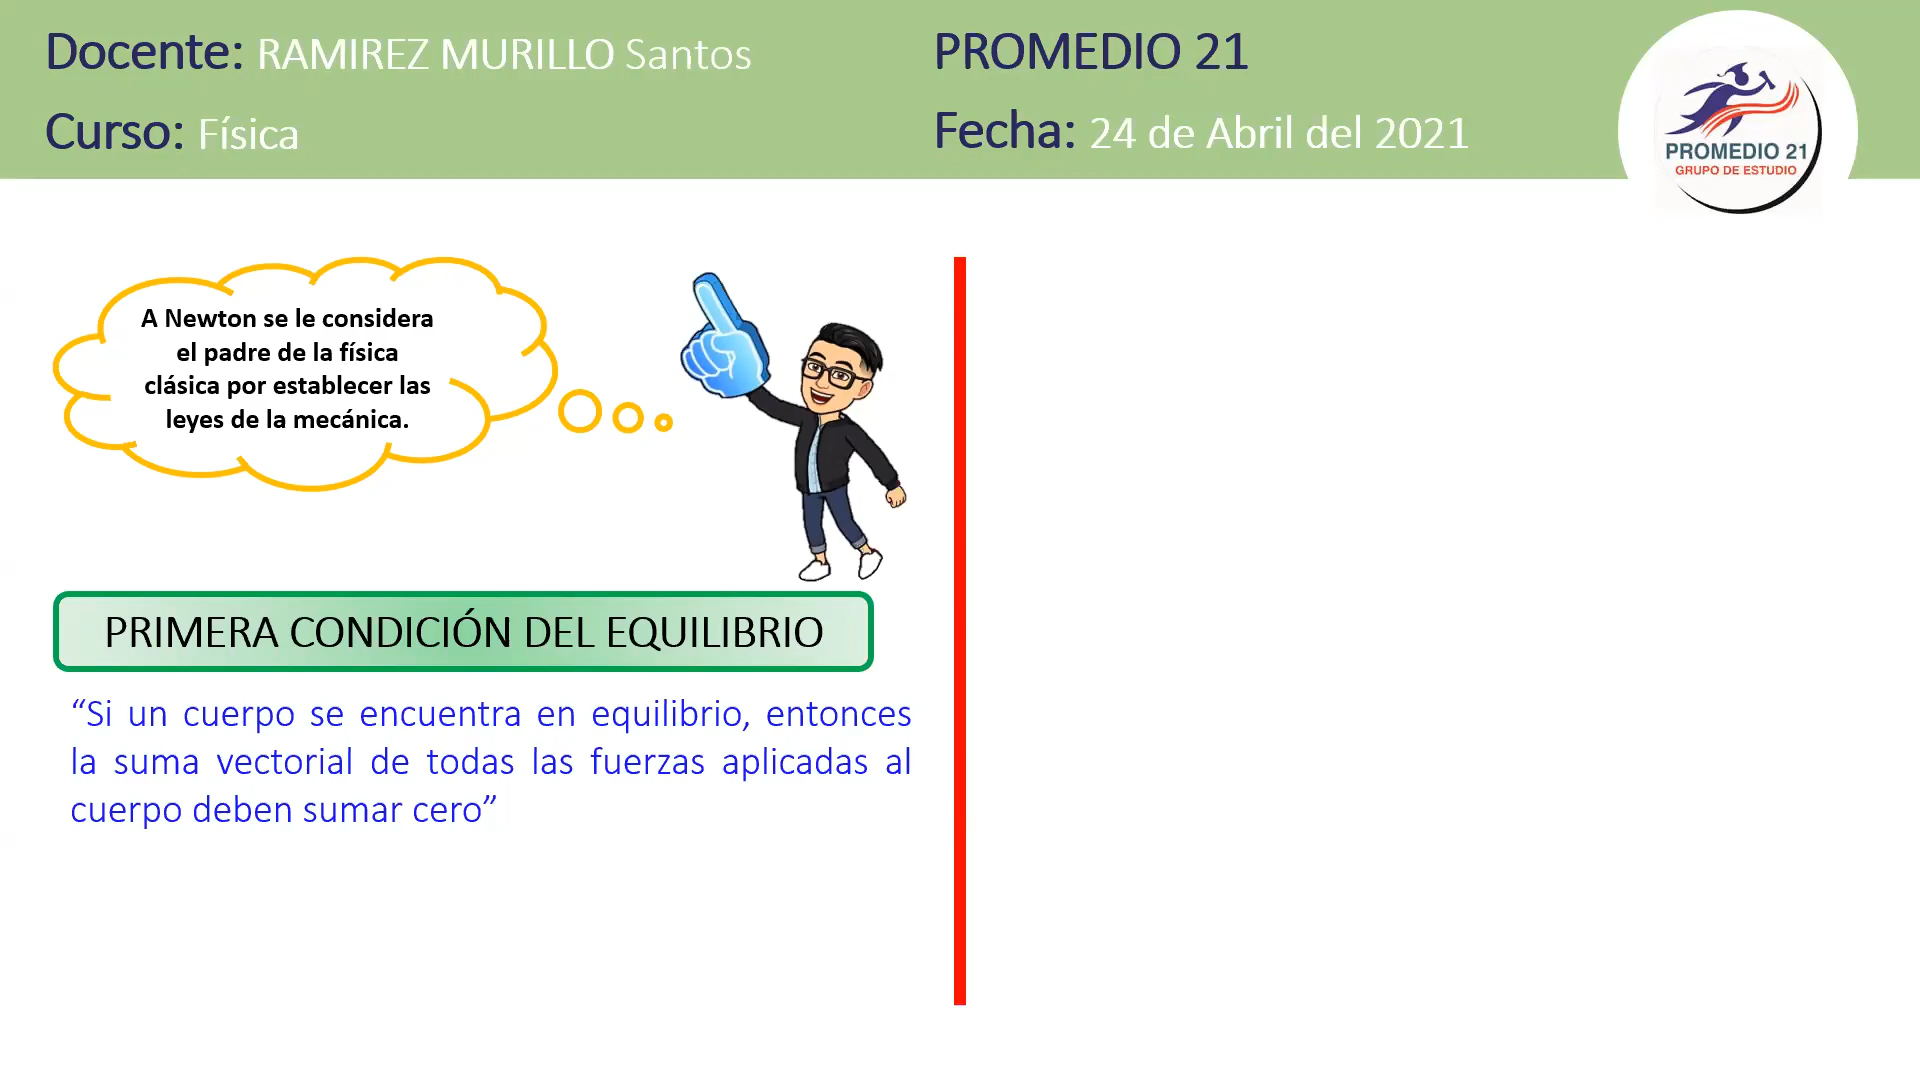 Docente: RAMIREZ MURILLO Santos
Curso: Física
PROMEDIO 21
Fecha: 24 de Abril del 2021
PROMEDIO 21
GRUPO DE ESTUDIO
A Newton se le considera
el padre de la física
clásica por establecer las
leyes de la mecánica.
PRIMERA CONDICIÓN DEL EQUILIBRIO
“Si un cuerpo se encuentra en equilibrio, entonces
la suma vectorial de todas las fuerzas aplicadas al
cuerpo deben sumar cero”